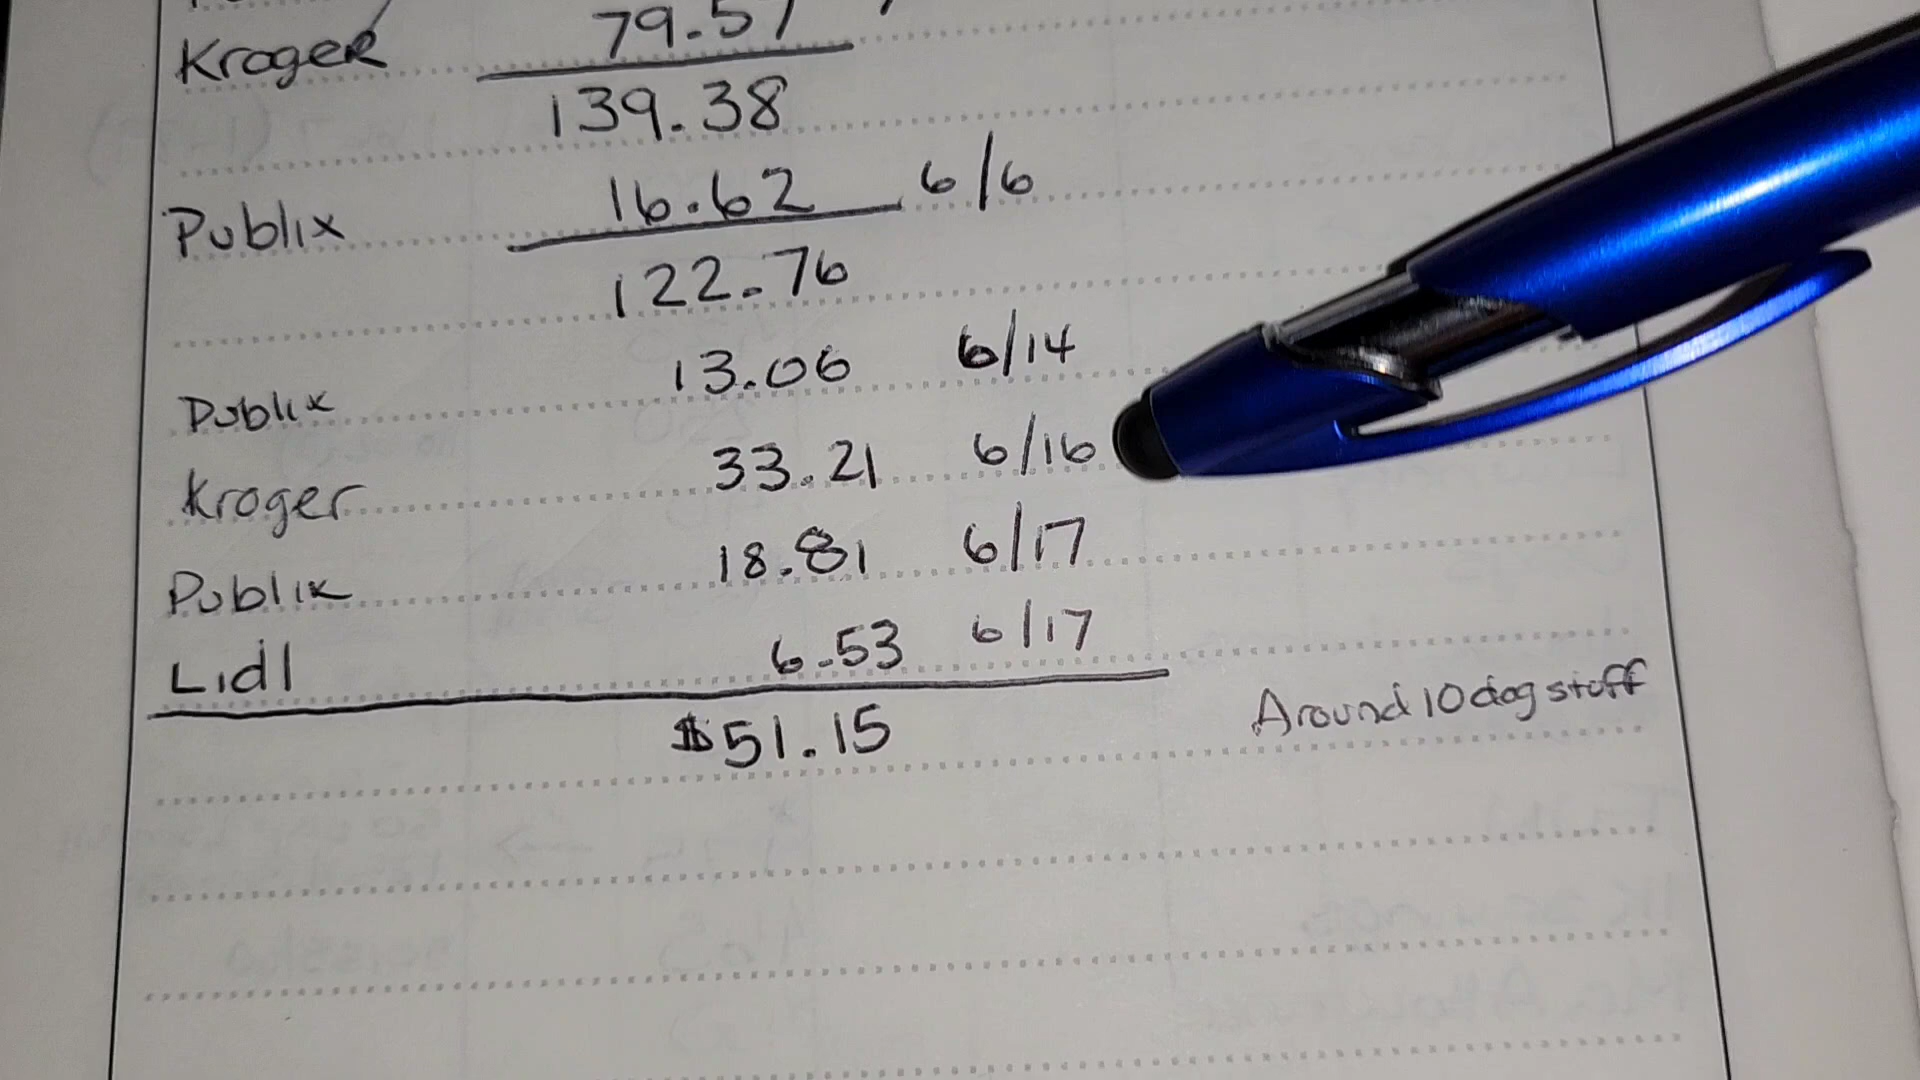 Kroger 79.57
139.38
Publix 16.62 6/6
122.76
Publix 13.06 6/14
Kroger 33.21 6/16
Publix 18.81 6/17
Lidl 6.53 6/17
$51.15 Around 10 dog stuff